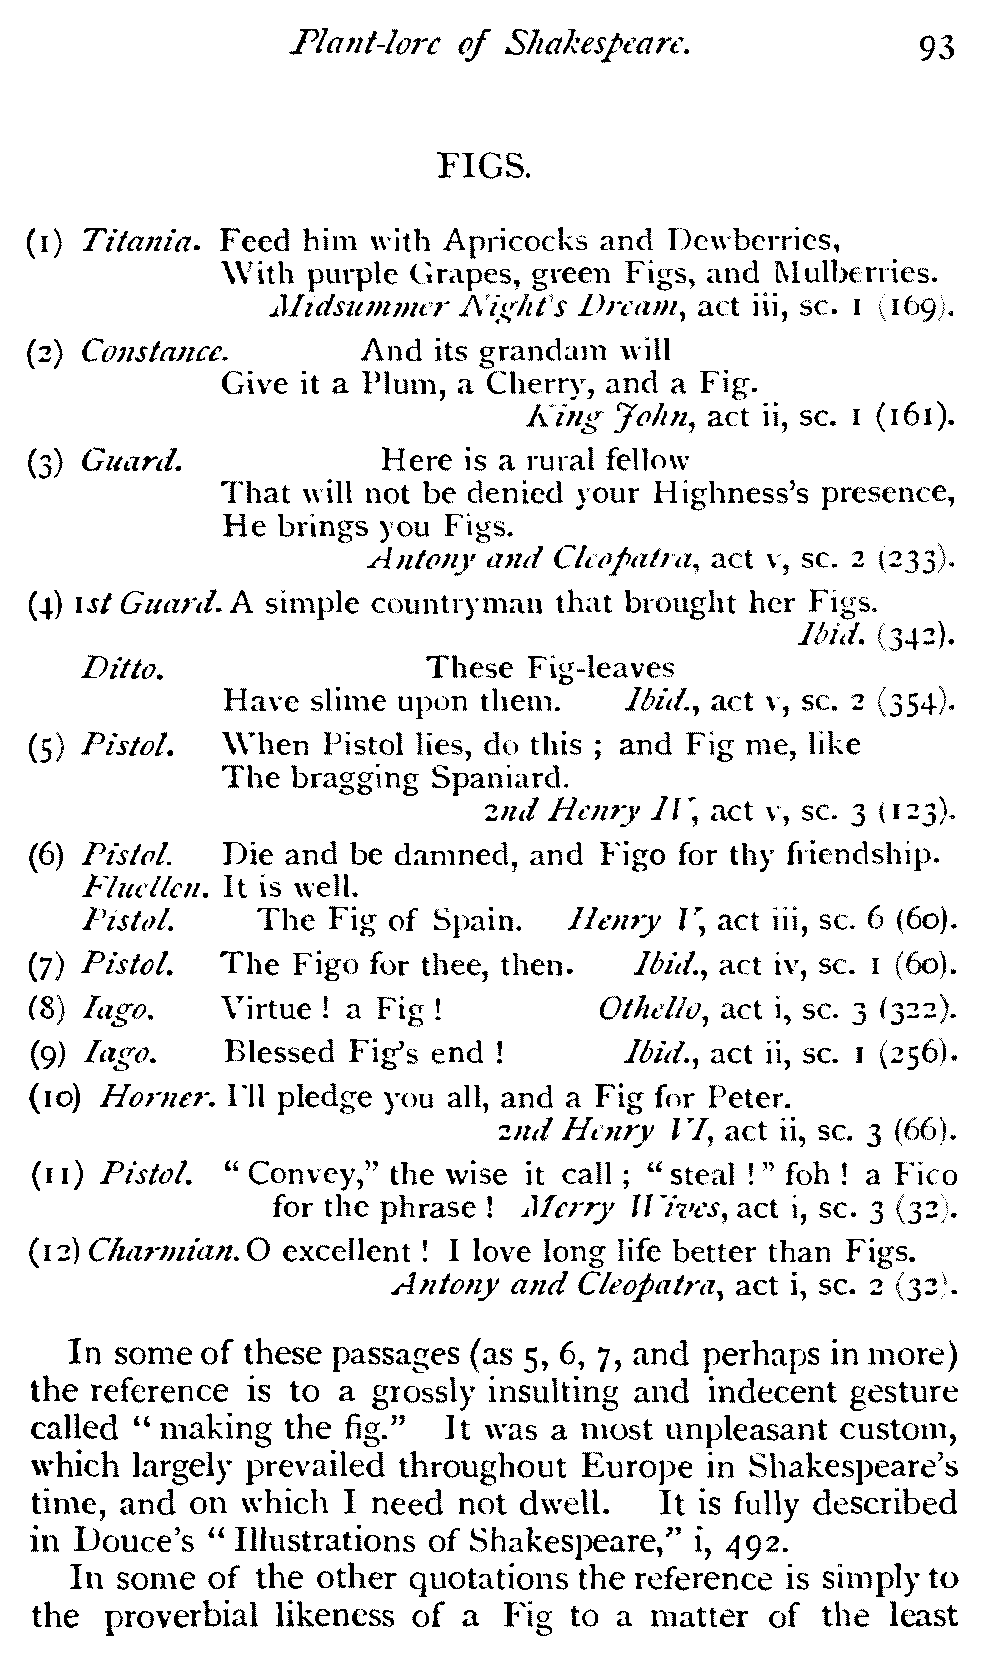 Plant-lore of Shakespeare. 93
FIGS.
(1) Titania. Feed him with Apricocks and Dewberries,
With purple Grapes, green Figs, and Mulberries.
Midsummer Night's Dream, act iii, sc. 1 (169).
(2) Constance. And its grandam will
Give it a Plum, a Cherry, and a Fig.
King John, act ii, sc. 1 (161).
(3) Guard. Here is a rural fellow
That will not be denied your Highness's presence,
He brings you Figs.
Antony and Cleopatra, act v, sc. 2 (233).
(4) 1st Guard. A simple countryman that brought her Figs.
Ibid. (342).
Ditto. These Fig-leaves
Have slime upon them. Ibid., act v, sc. 2 (354).
(5) Pistol. When Pistol lies, do this ; and Fig me, like
The bragging Spaniard.
2nd Henry IV, act v, sc. 3 (123).
(6) Pistol. Die and be damned, and Figo for thy friendship.
Fluellen. It is well.
Pistol. The Fig of Spain. Henry V, act iii, sc. 6 (60).
(7) Pistol. The Figo for thee, then. Ibid., act iv, sc. 1 (60).
(8) Iago. Virtue ! a Fig ! Othello, act i, sc. 3 (322).
(9) Iago. Blessed Fig's end ! Ibid., act ii, sc. 1 (256).
(10) Horner. I'll pledge you all, and a Fig for Peter.
2nd Henry VI, act ii, sc. 3 (66).
(11) Pistol. "Convey," the wise it call ; "steal !" foh ! a Fico
for the phrase ! Merry Wives, act i, sc. 3 (32).
(12) Charmian. O excellent ! I love long life better than Figs.
Antony and Cleopatra, act i, sc. 2 (32).
In some of these passages (as 5, 6, 7, and perhaps in more)
the reference is to a grossly insulting and indecent gesture
called "making the fig." It was a most unpleasant custom,
which largely prevailed throughout Europe in Shakespeare's
time, and on which I need not dwell. It is fully described
in Douce's "Illustrations of Shakespeare," i, 492.
In some of the other quotations the reference is simply to
the proverbial likeness of a Fig to a matter of the least